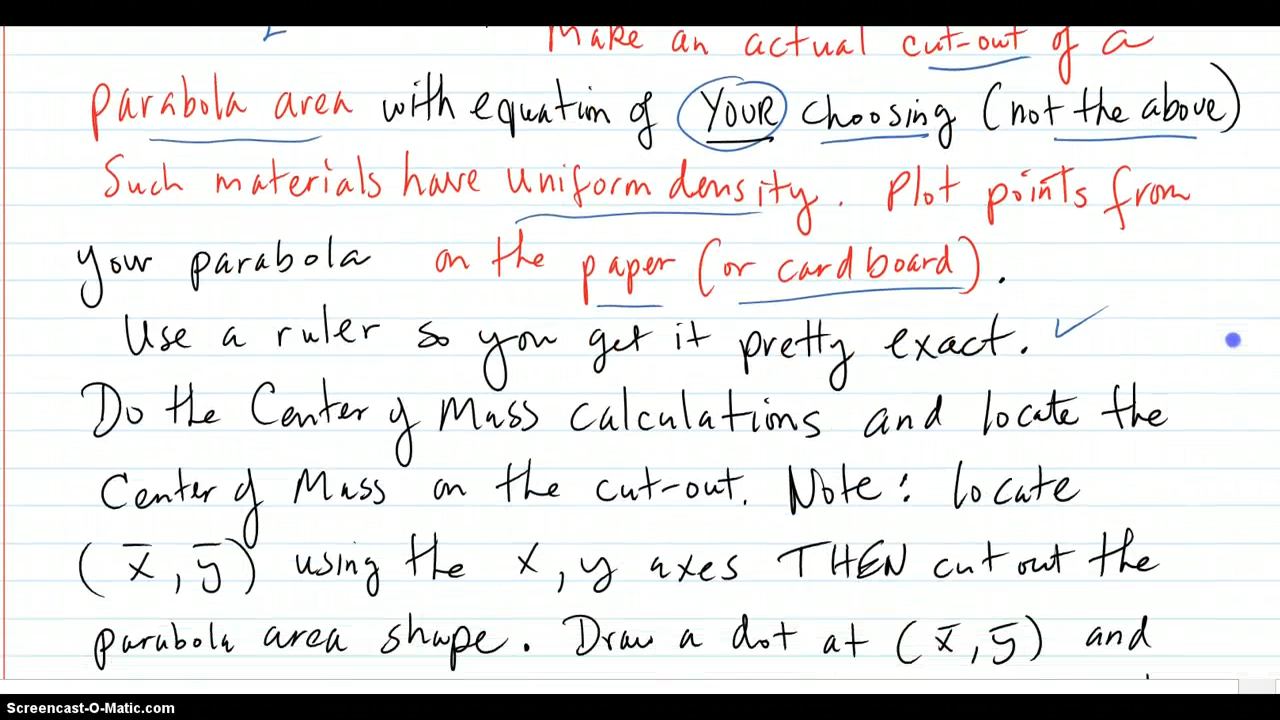 Make an actual cut-out of a
parabola area with equation of YOUR choosing (not the above)
Such materials have uniform density. Plot points from
your parabola on the paper (or cardboard).
Use a ruler so you get it pretty exact. ✓
Do the Center of Mass calculations and locate the
Center of Mass on the cut-out. Note: locate
(x̄, ȳ) using the x, y axes THEN cut out the
parabola area shape. Draw a dot at (x̄, ȳ) and
Screencast-O-Matic.com